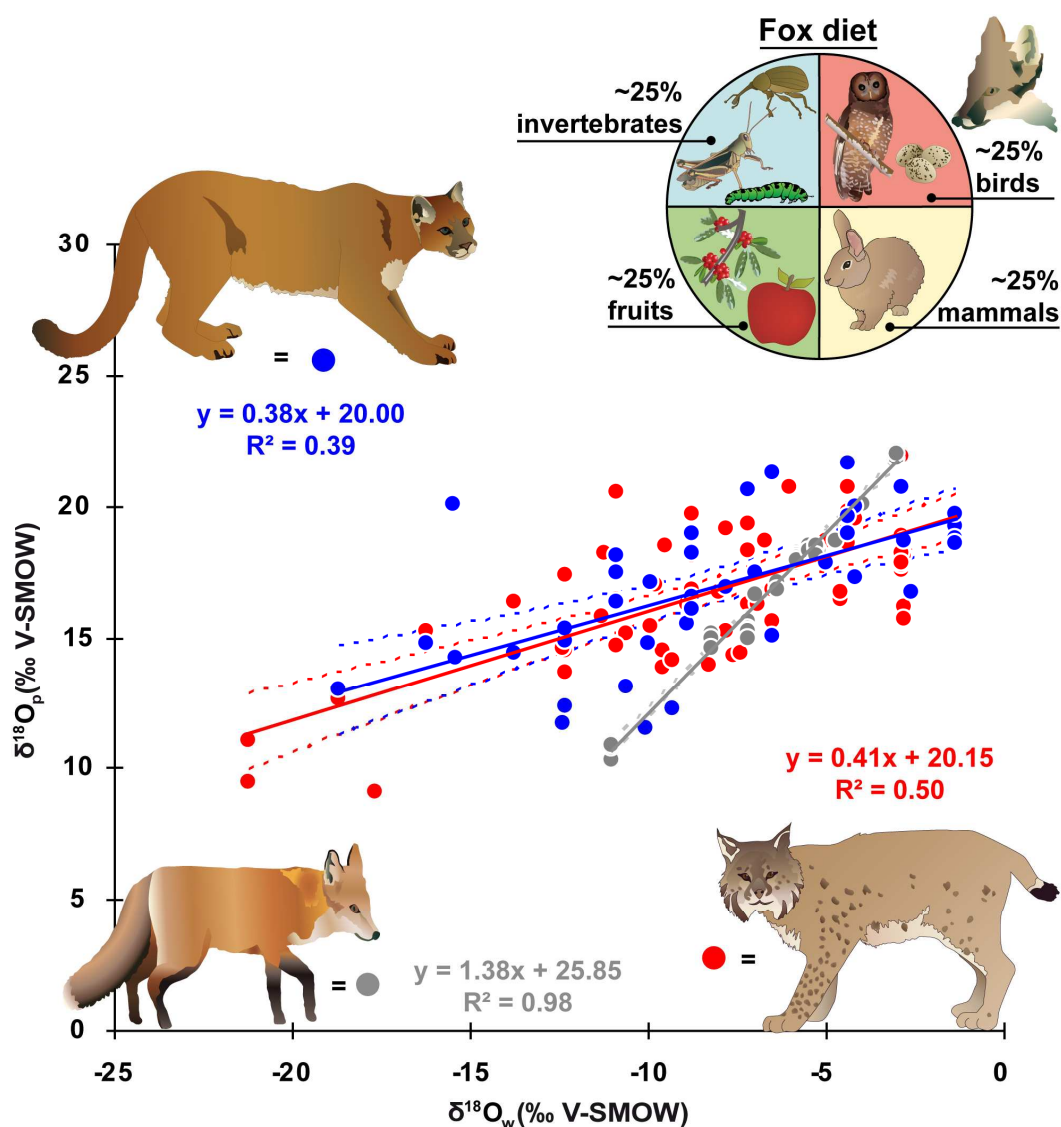 Fox diet
~25%
invertebrates
~25%
birds
~25%
fruits
~25%
mammals
=
y = 0.38x + 20.00
R² = 0.39
y = 0.41x + 20.15
R² = 0.50
=
=
y = 1.38x + 25.85
R² = 0.98
30
25
20
15
10
5
0
-25
-20
-15
-10
-5
0
δ¹⁸Oₚ(‰ V-SMOW)
δ¹⁸O_w(‰ V-SMOW)